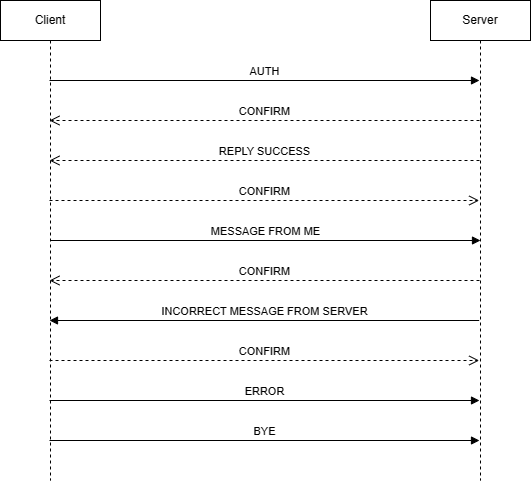 Client
Server
AUTH
CONFIRM
REPLY SUCCESS
CONFIRM
MESSAGE FROM ME
CONFIRM
INCORRECT MESSAGE FROM SERVER
CONFIRM
ERROR
BYE